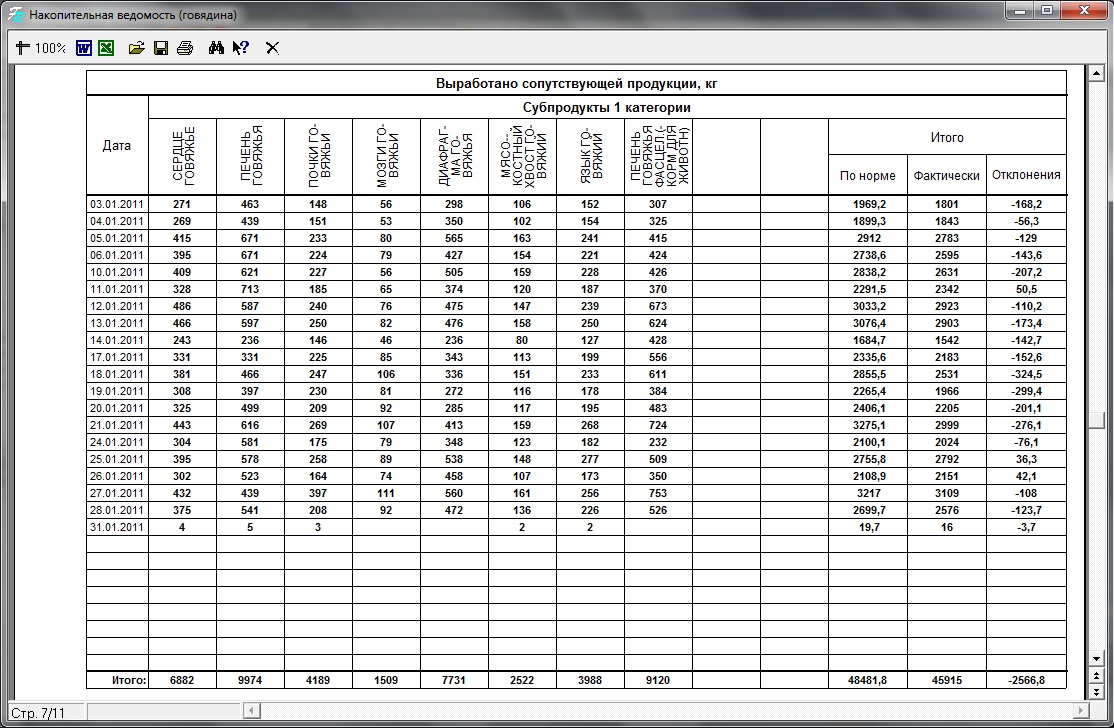 Накопительная ведомость (говядина)
100%
Выработано сопутствующей продукции, кг
Дата
Субпродукты 1 категории
СЕРДЦЕ
ГОВЯЖЬЕ
ПЕЧЕНЬ
ГОВЯЖЬЯ
ПОЧКИ ГО-
ВЯЖЬИ
МОЗГИ ГО-
ВЯЖЬИ
ДИАФРАГ-
МА ГО-
ВЯЖЬЯ
МЯСО-
КОСТНЫЙ
ХВОСТ ГО-
ВЯЖИЙ
ЯЗЫК ГО-
ВЯЖИЙ
ПЕЧЕНЬ
ГОВЯЖЬЯ
ФАСЦЕЛ.(-
КОРМ ДЛЯ
ЖИВОТН)
Итого
По норме Фактически Отклонения
03.01.2011 271 463 148 56 298 106 152 307 1969,2 1801 -168,2
04.01.2011 269 439 151 53 350 102 154 325 1899,3 1843 -56,3
05.01.2011 415 671 233 80 565 163 241 415 2912 2783 -129
06.01.2011 395 671 224 79 427 154 221 424 2738,6 2595 -143,6
10.01.2011 409 621 227 56 505 159 228 426 2838,2 2631 -207,2
11.01.2011 328 713 185 65 374 120 187 370 2291,5 2342 50,5
12.01.2011 486 587 240 76 475 147 239 673 3033,2 2923 -110,2
13.01.2011 466 597 250 82 476 158 250 624 3076,4 2903 -173,4
14.01.2011 243 236 146 46 236 80 127 428 1684,7 1542 -142,7
17.01.2011 331 331 225 85 343 113 199 556 2335,6 2183 -152,6
18.01.2011 381 466 247 106 336 151 233 611 2855,5 2531 -324,5
19.01.2011 308 397 230 81 272 116 178 384 2265,4 1966 -299,4
20.01.2011 325 499 209 92 285 117 195 483 2406,1 2205 -201,1
21.01.2011 443 616 269 107 413 159 268 724 3275,1 2999 -276,1
24.01.2011 304 581 175 79 348 123 182 232 2100,1 2024 -76,1
25.01.2011 395 578 258 89 538 148 277 509 2755,8 2792 36,3
26.01.2011 302 523 164 74 458 107 173 350 2108,9 2151 42,1
27.01.2011 432 439 397 111 560 161 256 753 3217 3109 -108
28.01.2011 375 541 208 92 472 136 226 526 2699,7 2576 -123,7
31.01.2011 4 5 3 2 2 19,7 16 -3,7
Итого: 6882 9974 4189 1509 7731 2522 3988 9120 48481,8 45915 -2566,8
Стр. 7/11